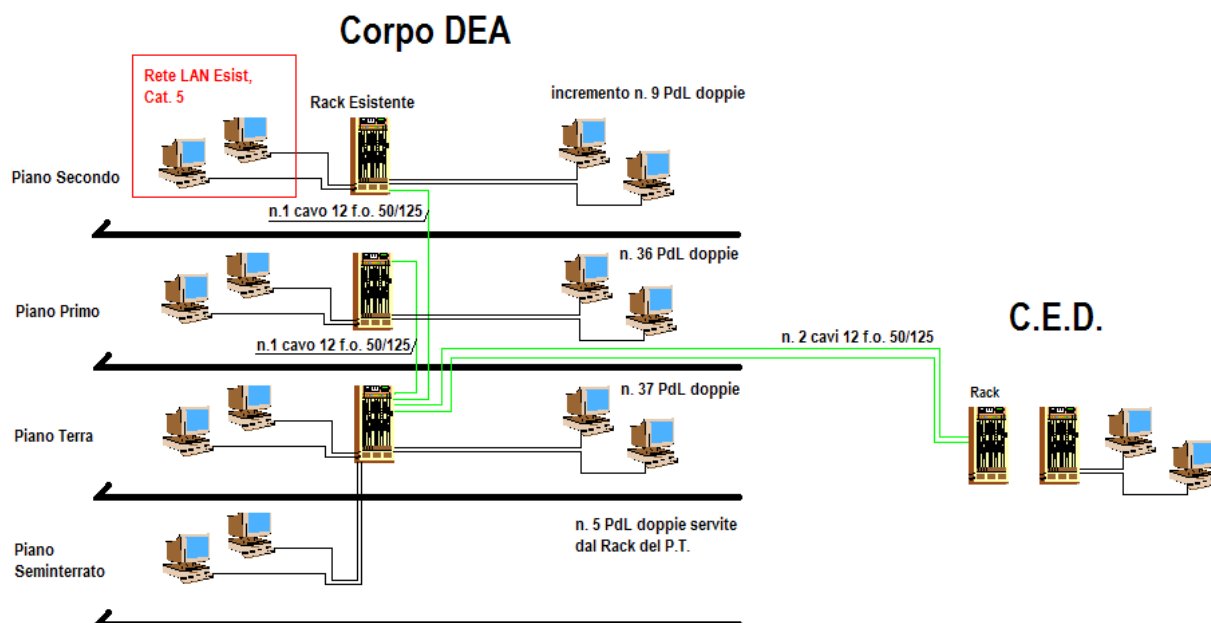 Corpo DEA
Rete LAN Esist,
Cat. 5
Rack Esistente
incremento n. 9 PdL doppie
Piano Secondo
n.1 cavo 12 f.o. 50/125
n. 36 PdL doppie
Piano Primo
C.E.D.
n.1 cavo 12 f.o. 50/125
n. 2 cavi 12 f.o. 50/125
n. 37 PdL doppie
Rack
Piano Terra
n. 5 PdL doppie servite
dal Rack del P.T.
Piano
Seminterrato